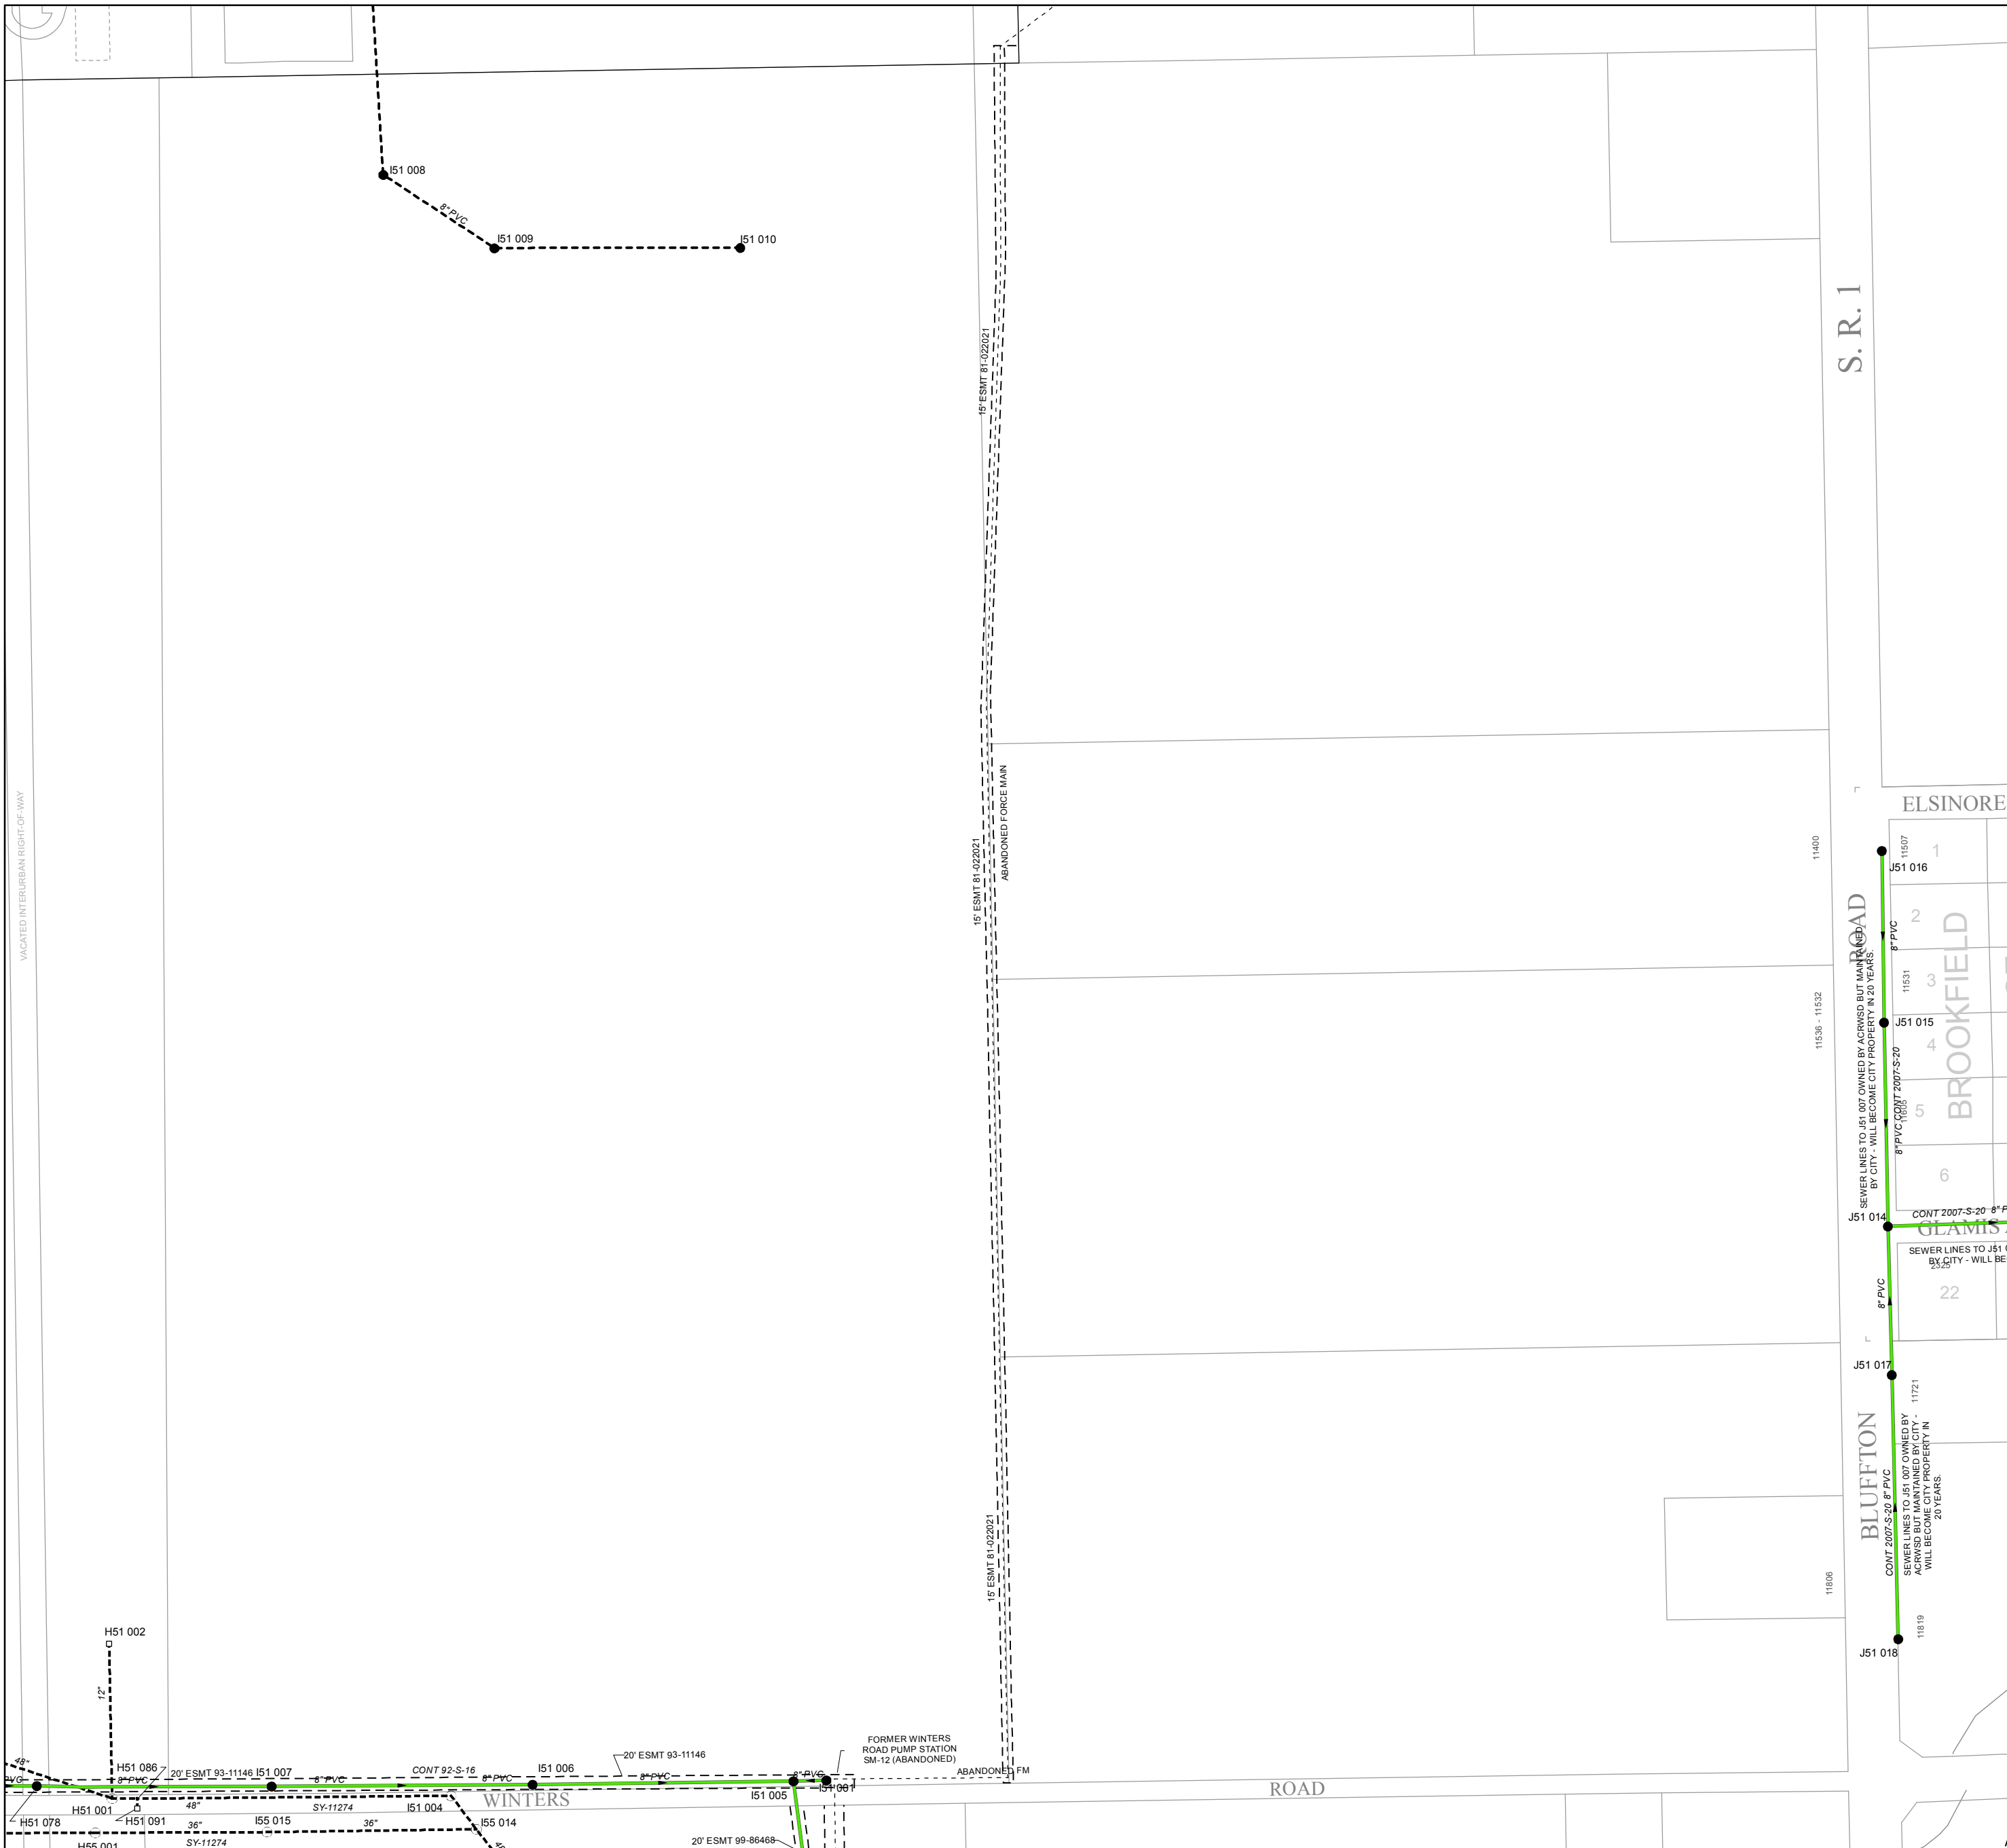 I51 008
8" PVC
I51 009
I51 010
S. R. 1
15' ESMT 81-022021
VACATED INTERURBAN RIGHT-OF-WAY
ABANDONED FORCE MAIN
15' ESMT 81-022021
11400
ELSINORE
11507
1
J51 016
ROAD
2
8" PVC
BROOKFIELD
11531
3
11536 - 11532
J51 015
4
SEWER LINES TO J51 007 OWNED BY ACRWSD BUT MAINTAINED
BY CITY - WILL BECOME CITY PROPERTY IN 20 YEARS.
8" PVC CONT 2007-S-20
11605
5
6
J51 014
CONT 2007-S-20 8" P
GLAMIS
SEWER LINES TO J51
BY CITY - WILL BE
2325
22
8" PVC
J51 017
11721
BLUFFTON
CONT 2007-S-20 8" PVC
SEWER LINES TO J51 007 OWNED BY
ACRWSD BUT MAINTAINED BY CITY -
WILL BECOME CITY PROPERTY IN
20 YEARS.
15' ESMT 81-022021
11806
11819
J51 018
H51 002
12"
48"
H51 086
PVC
8" PVC
20' ESMT 93-11146
I51 007
8" PVC
CONT 92-S-16
8" PVC
I51 006
20' ESMT 93-11146
8" PVC
8" PVC
FORMER WINTERS
ROAD PUMP STATION
SM-12 (ABANDONED)
ABANDONED FM
I51 001
I51 005
WINTERS
ROAD
H51 001
48"
SY-11274
I51 004
H51 078
H51 091
36"
I55 015
36"
I55 014
H55 001
SY-11274
20' ESMT 99-86468